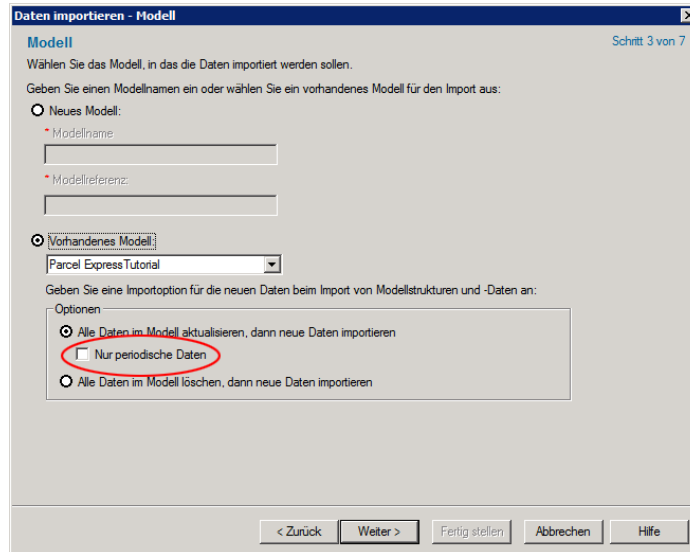 Daten importieren - Modell
Modell
Schritt 3 von 7
Wählen Sie das Modell, in das die Daten importiert werden sollen.
Geben Sie einen Modellnamen ein oder wählen Sie ein vorhandenes Modell für den Import aus:
Neues Modell:
* Modellname
* Modellreferenz:
Vorhandenes Modell:
Parcel ExpressTutorial
Geben Sie eine Importoption für die neuen Daten beim Import von Modellstrukturen und -Daten an:
Optionen
Alle Daten im Modell aktualisieren, dann neue Daten importieren
Nur periodische Daten
Alle Daten im Modell löschen, dann neue Daten importieren
< Zurück
Weiter >
Fertig stellen
Abbrechen
Hilfe